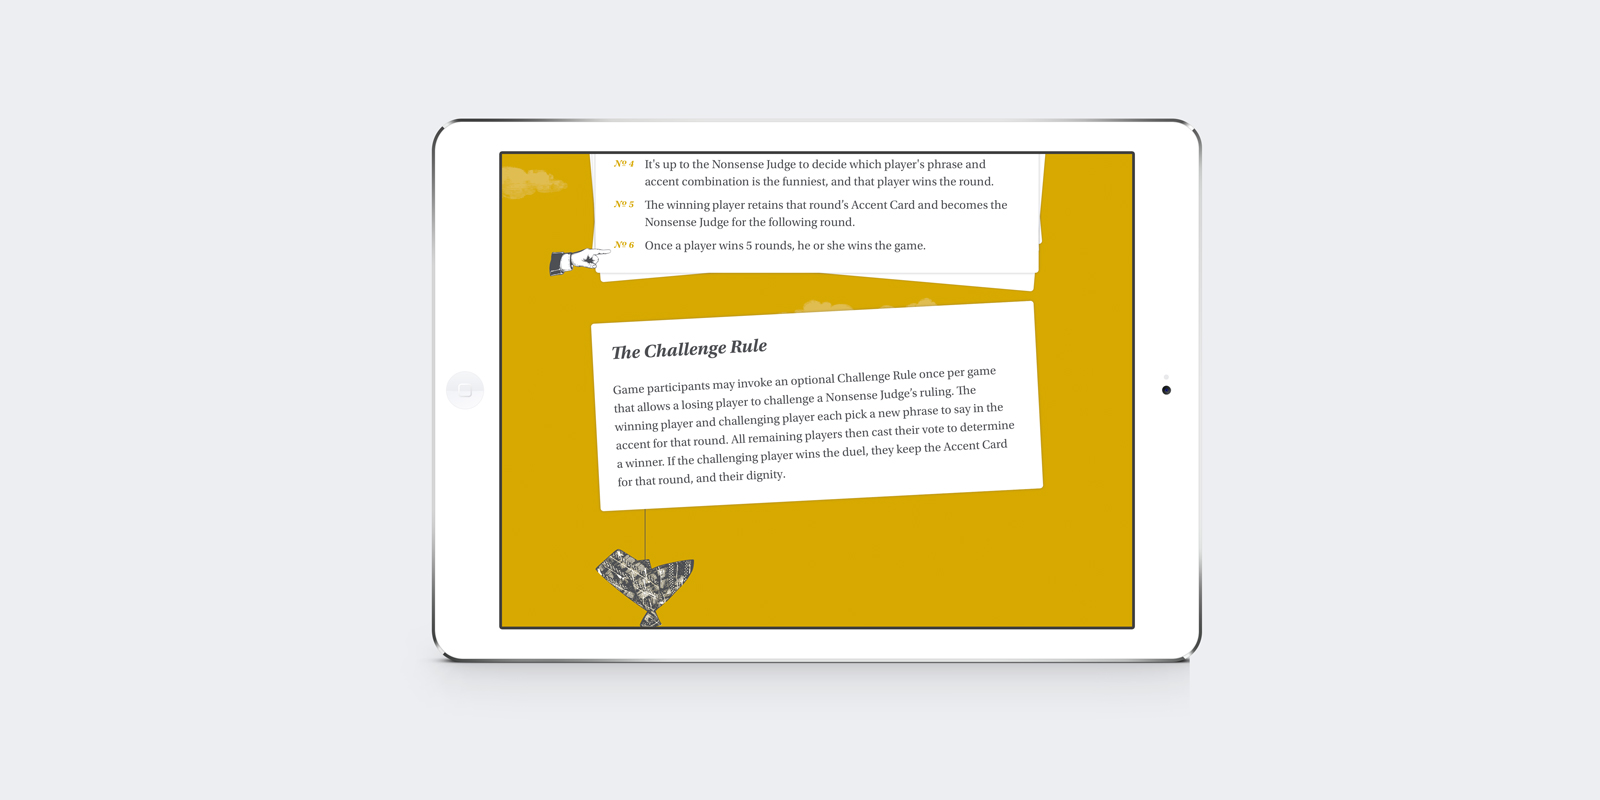 Nº 4 It's up to the Nonsense Judge to decide which player's phrase and
accent combination is the funniest, and that player wins the round.
Nº 5 The winning player retains that round's Accent Card and becomes the
Nonsense Judge for the following round.
Nº 6 Once a player wins 5 rounds, he or she wins the game.
The Challenge Rule
Game participants may invoke an optional Challenge Rule once per game
that allows a losing player to challenge a Nonsense Judge's ruling. The
winning player and challenging player each pick a new phrase to say in the
accent for that round. All remaining players then cast their vote to determine
a winner. If the challenging player wins the duel, they keep the Accent Card
for that round, and their dignity.